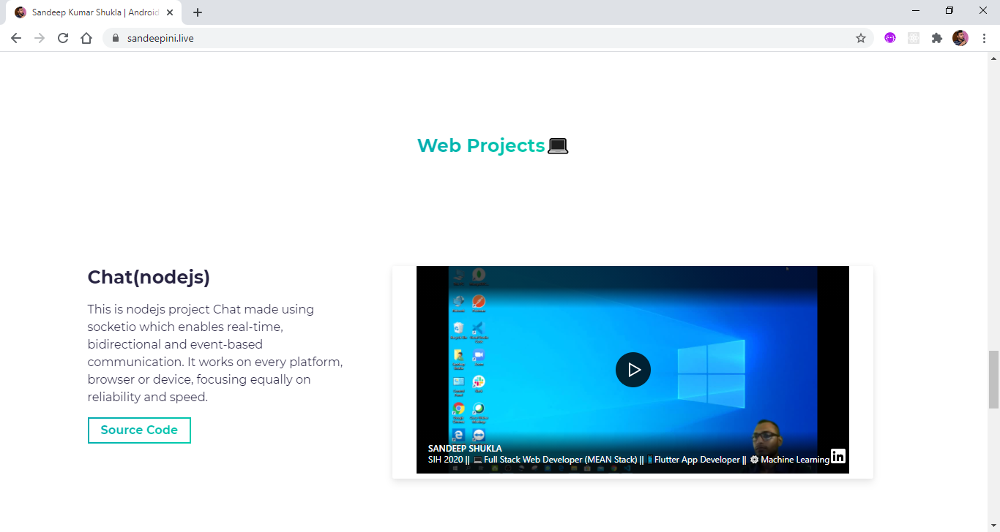 Sandeep Kumar Shukla | Android
sandeepini.live
Web Projects
Chat(nodejs)
This is nodejs project Chat made using
socketio which enables real-time,
bidirectional and event-based
communication. It works on every platform,
browser or device, focusing equally on
reliability and speed.
Source Code
SANDEEP SHUKLA
SIH 2020 || 💻Full Stack Web Developer (MEAN Stack) || 📱Flutter App Developer || ⚙ Machine Learning
in